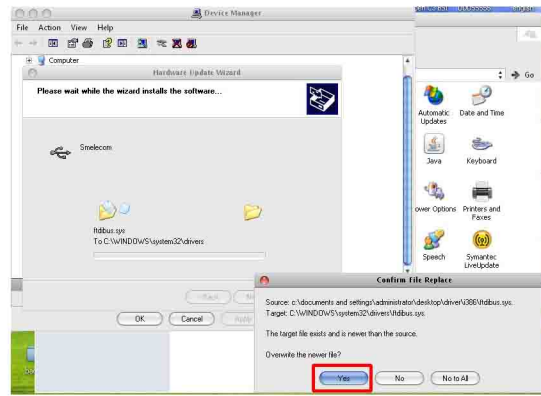 Device Manager
File Action View Help
Computer
Hardware Update Wizard
Please wait while the wizard installs the software...
Smelecom
ftdibus.sys
To C:\WINDOWS\system32\drivers
OK Cancel Apply
Go
Automatic Updates
Date and Time
Java
Keyboard
ower Options
Printers and Faxes
Speech
Symantec LiveUpdate
Confirm File Replace
Source: c:\documents and settings\administrator\desktop\driver\i386\ftdibus.sys.
Target: C:\WINDOWS\system32\drivers\ftdibus.sys.
The target file exists and is newer than the source.
Overwrite the newer file?
Yes No No to All